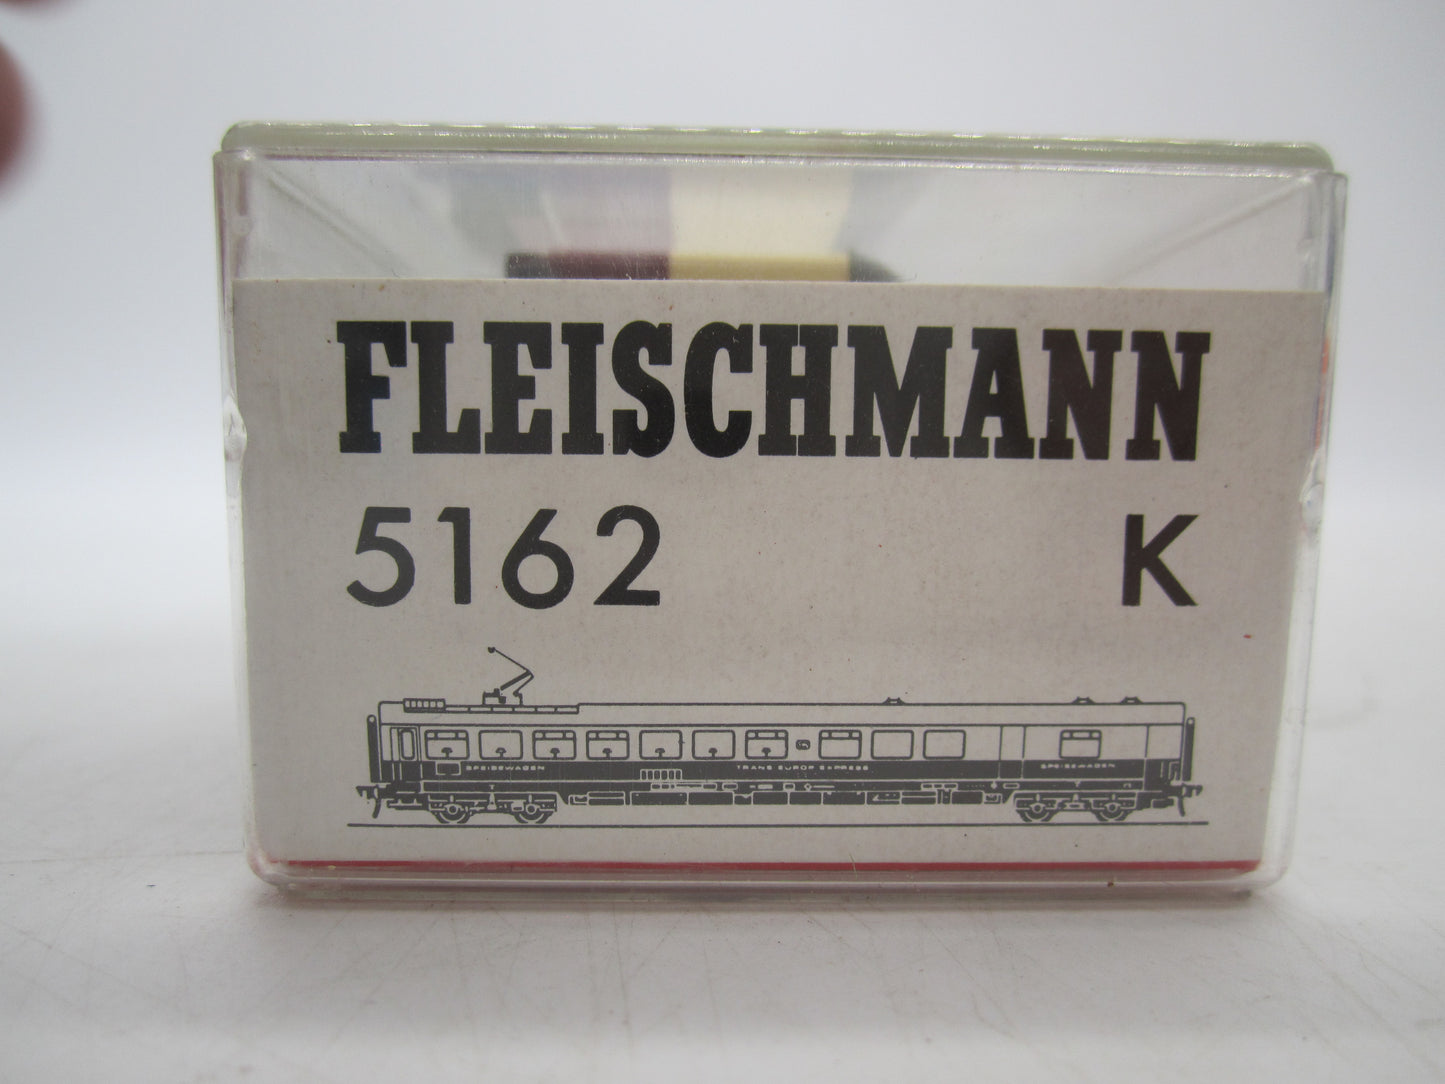 FLEISCHMANN
5162 K
SPEISEWAGEN TRANS EUROP EXPRESS SPEISEWAGEN